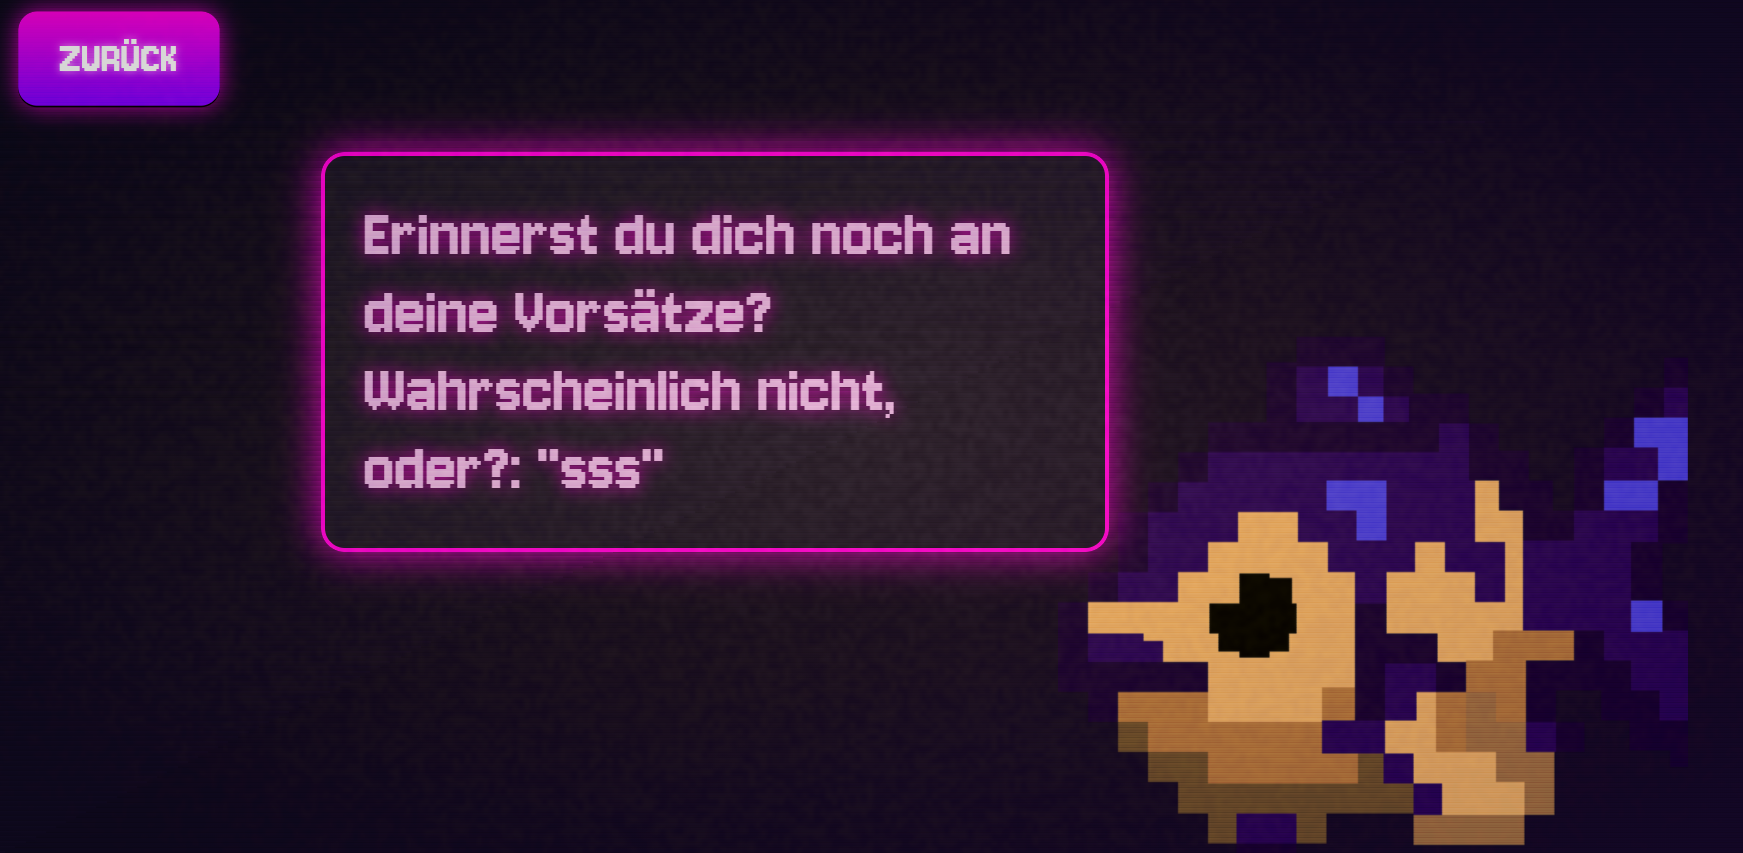 ZURÜCK
Erinnerst du dich noch an
deine Vorsätze?
Wahrscheinlich nicht,
oder?: "sss"